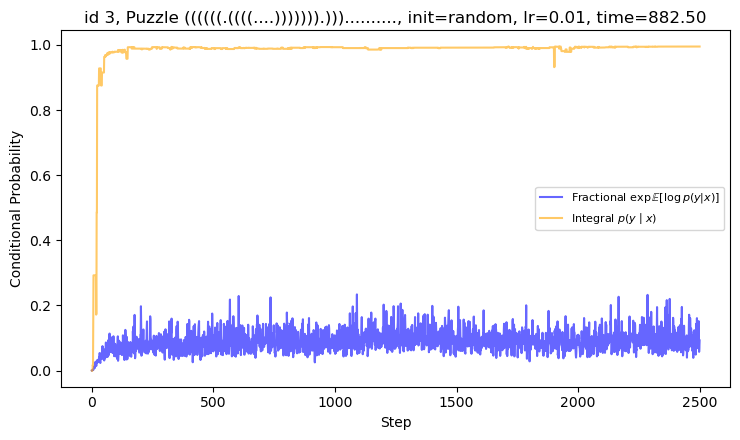 id 3, Puzzle ((((((.((((....))))))).))).........., init=random, lr=0.01, time=882.50
1.0
0.8
0.6
0.4
0.2
0.0
Conditional Probability
Fractional exp𝔼[log p(y|x)]
Integral p(y | x)
0
500
1000
1500
2000
2500
Step